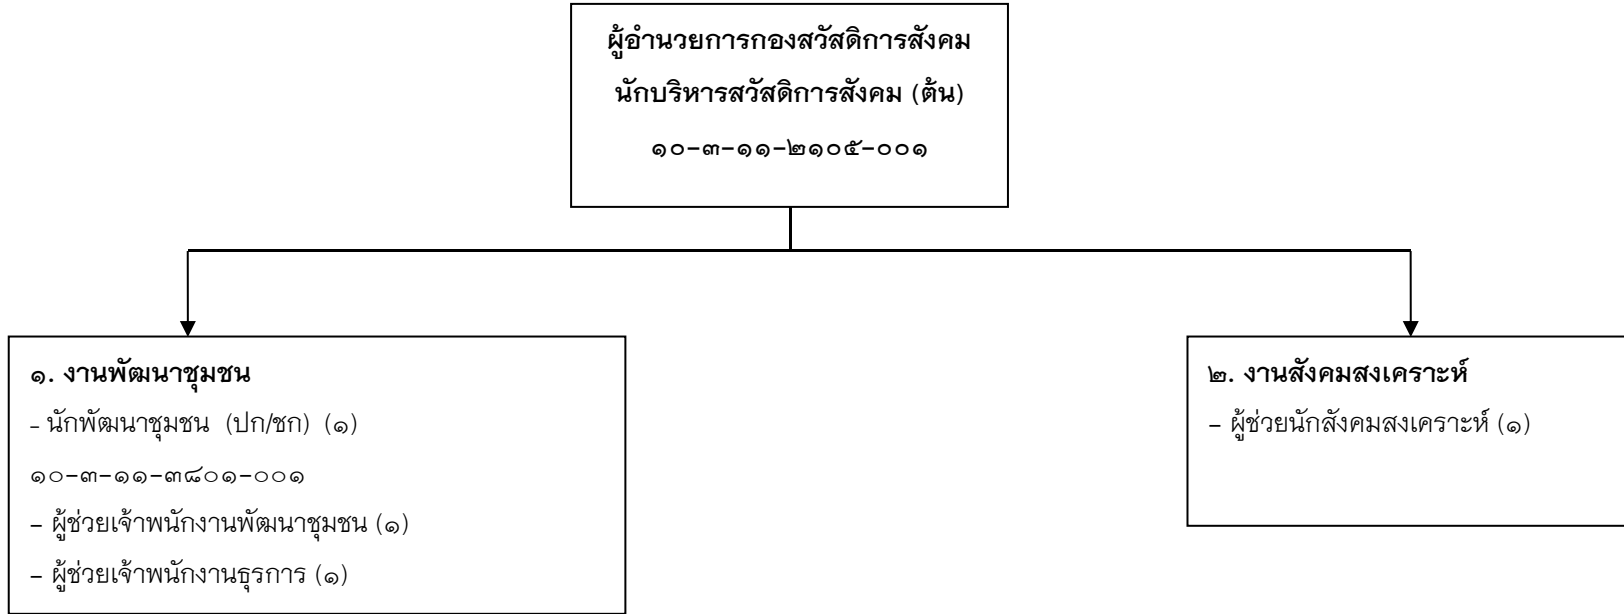 ผู้อำนวยการกองสวัสดิการสังคม
นักบริหารสวัสดิการสังคม (ต้น)
๑๐-๓-๑๑-๒๑๐๕-๐๐๑
๑. งานพัฒนาชุมชน
- นักพัฒนาชุมชน (ปก/ชก) (๑)
๑๐-๓-๑๑-๓๘๐๑-๐๐๑
- ผู้ช่วยเจ้าพนักงานพัฒนาชุมชน (๑)
- ผู้ช่วยเจ้าพนักงานธุรการ (๑)
๒. งานสังคมสงเคราะห์
- ผู้ช่วยนักสังคมสงเคราะห์ (๑)